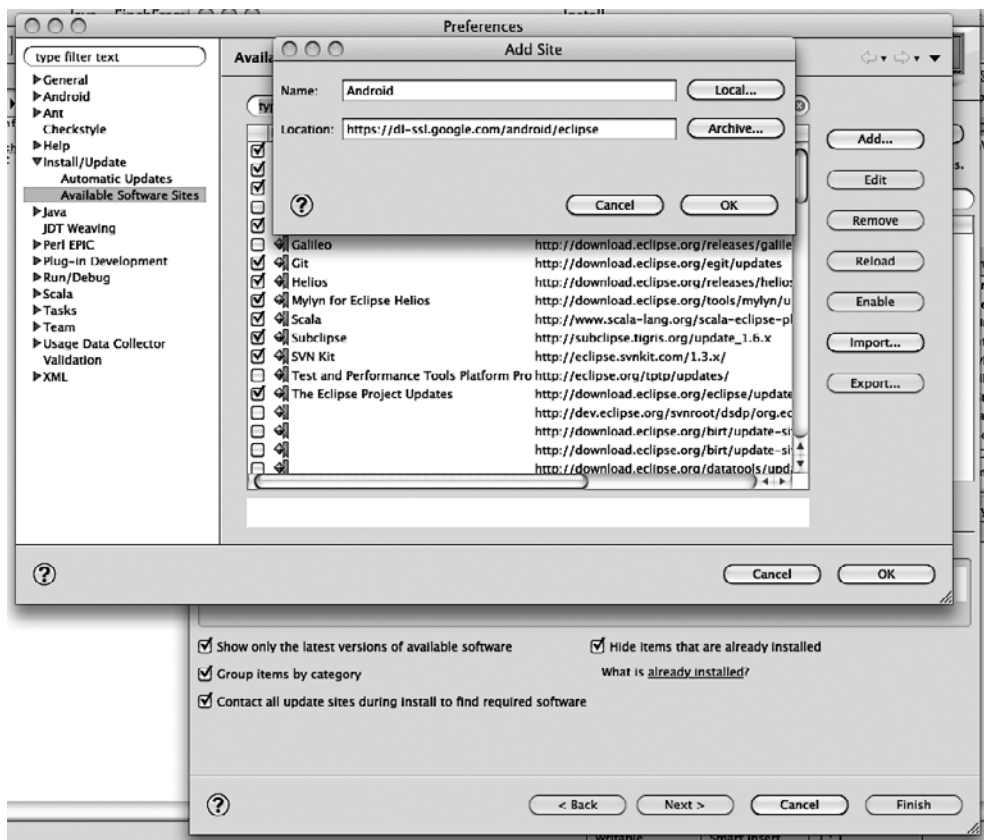 Preferences
type filter text
General
Android
Ant
Checkstyle
Help
Install/Update
Automatic Updates
Available Software Sites
Java
JDT Weaving
Perl EPIC
Plug-in Development
Run/Debug
Scala
Tasks
Team
Usage Data Collector
Validation
XML
Add Site
Name: Android Local...
Location: https://dl-ssl.google.com/android/eclipse Archive...
Cancel OK
Galileo http://download.eclipse.org/releases/galile
Git http://download.eclipse.org/egit/updates
Helios http://download.eclipse.org/releases/helio
Mylyn for Eclipse Helios http://download.eclipse.org/tools/mylyn/u
Scala http://www.scala-lang.org/scala-eclipse-pl
Subclipse http://subclipse.tigris.org/update_1.6.x
SVN Kit http://eclipse.svnkit.com/1.3.x/
Test and Performance Tools Platform Pro http://eclipse.org/tptp/updates/
The Eclipse Project Updates http://download.eclipse.org/eclipse/update
http://dev.eclipse.org/svnroot/dsdp/org.ec
http://download.eclipse.org/birt/update-si
http://download.eclipse.org/birt/update-si
http://download.eclipse.org/datatools/upd
Add...
Edit
Remove
Reload
Enable
Import...
Export...
Cancel OK
Show only the latest versions of available software
Hide items that are already installed
Group items by category
What is already installed?
Contact all update sites during install to find required software
< Back Next > Cancel Finish
Writable Smart Insert